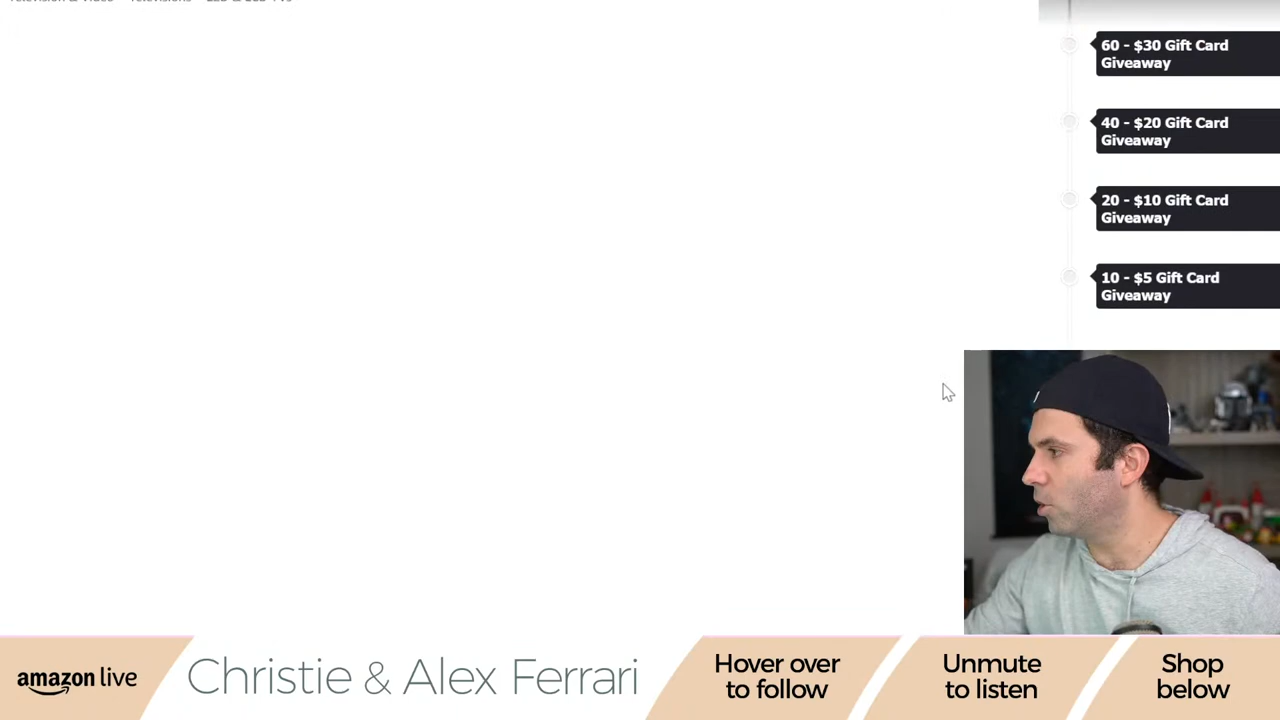 60 - $30 Gift Card
Giveaway
40 - $20 Gift Card
Giveaway
20 - $10 Gift Card
Giveaway
10 - $5 Gift Card
Giveaway
amazon live
Christie & Alex Ferrari
Hover over
to follow
Unmute
to listen
Shop
below